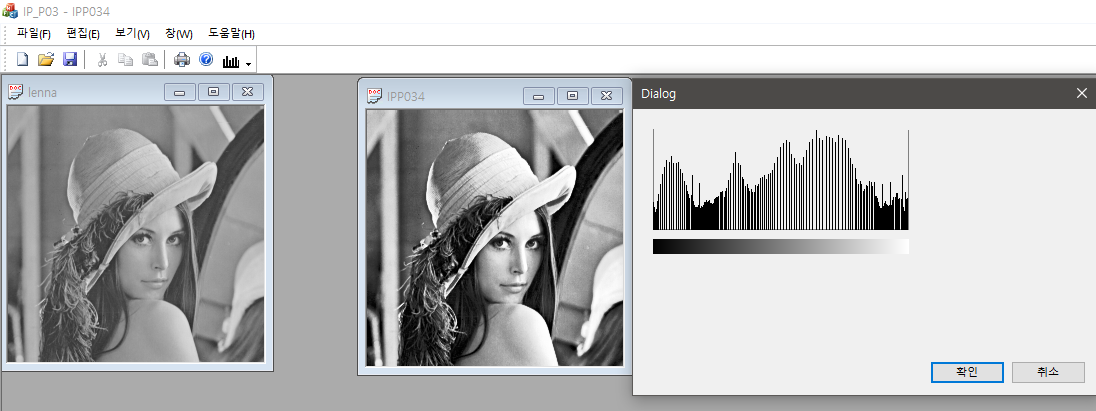 IP_P03 - IPP034
파일(F) 편집(E) 보기(V) 창(W) 도움말(H)
lenna
IPP034
Dialog
확인 취소